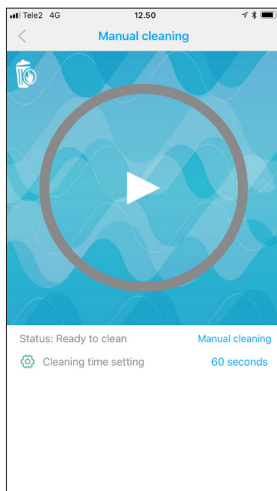 Tele2 4G 12.50
Manual cleaning
Status: Ready to clean Manual cleaning
Cleaning time setting 60 seconds